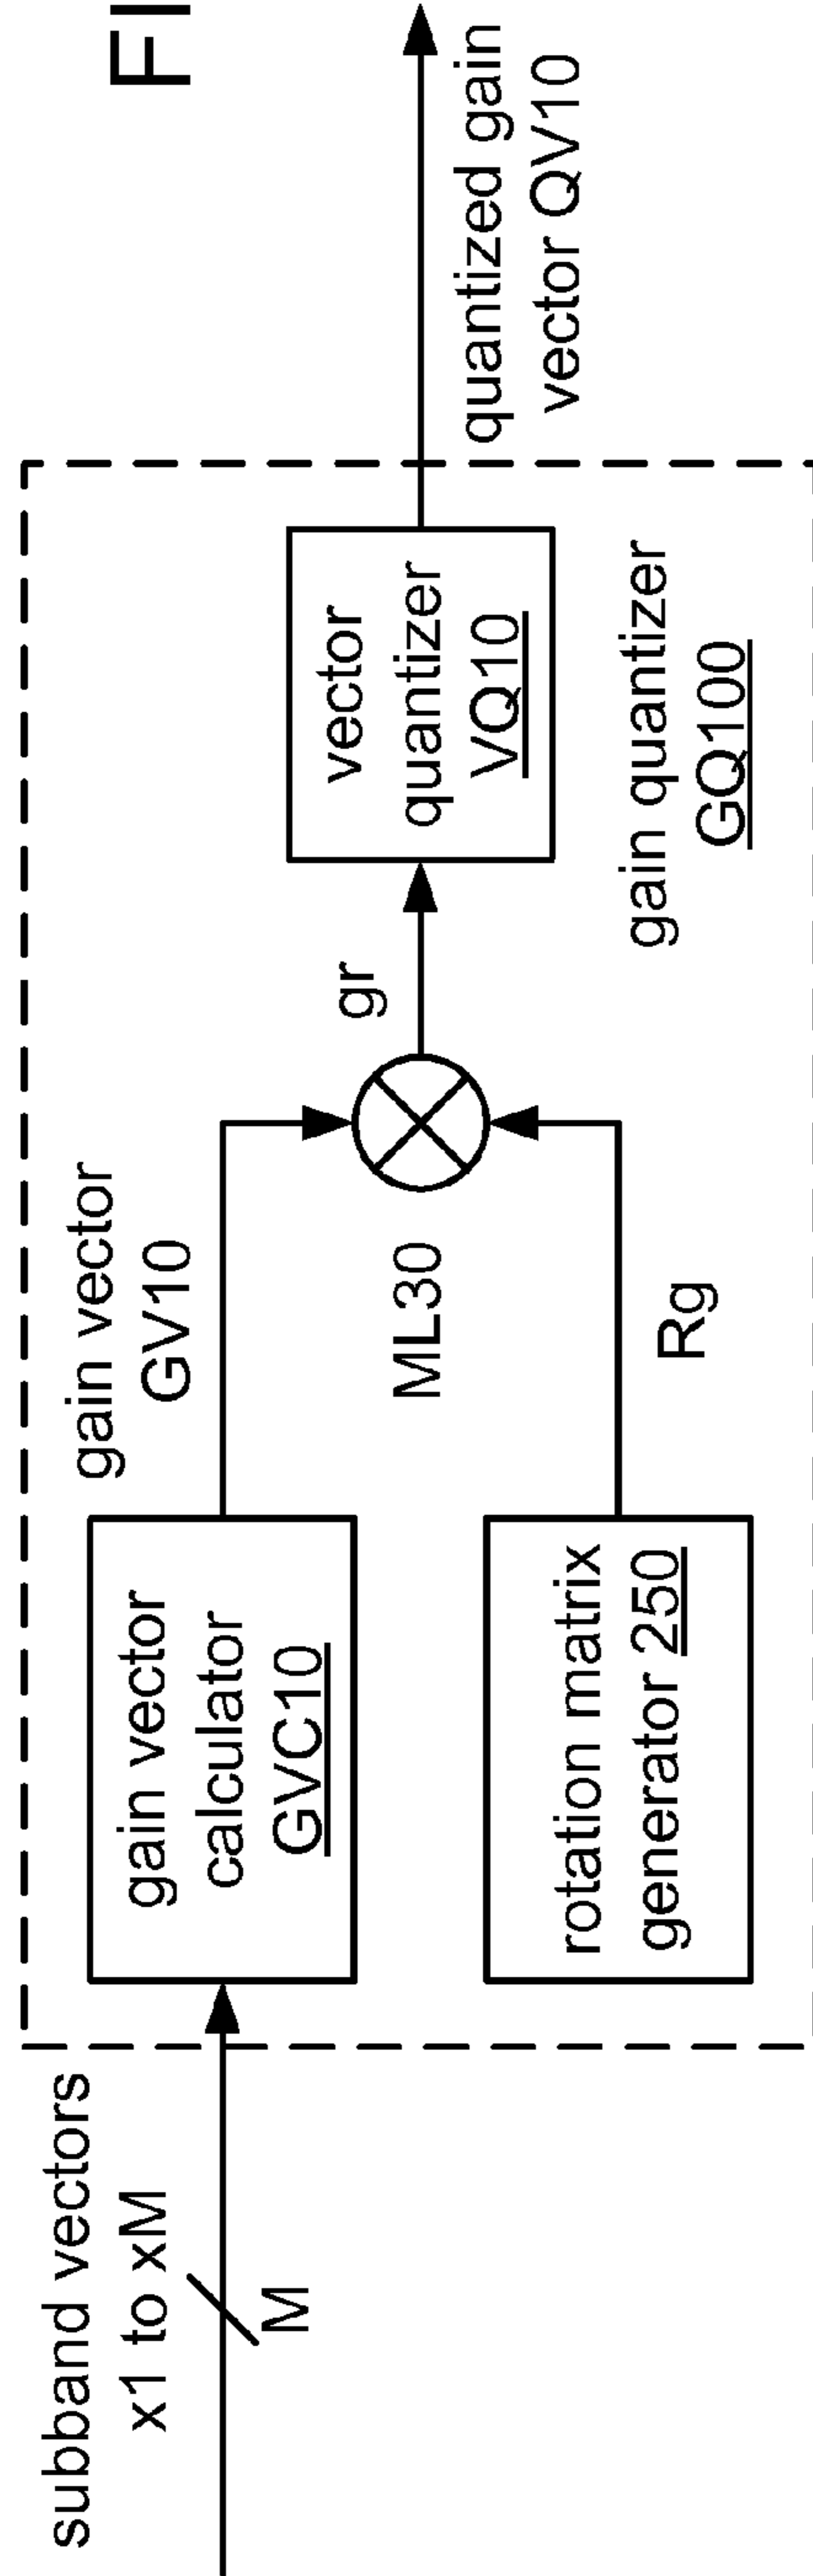 subband vectors
x1 to xM
M
gain vector
calculator
GVC10
rotation matrix
generator 250
gain vector
GV10
ML30
Rg
gr
vector
quantizer
VQ10
gain quantizer
GQ100
quantized gain
vector QV10
FI